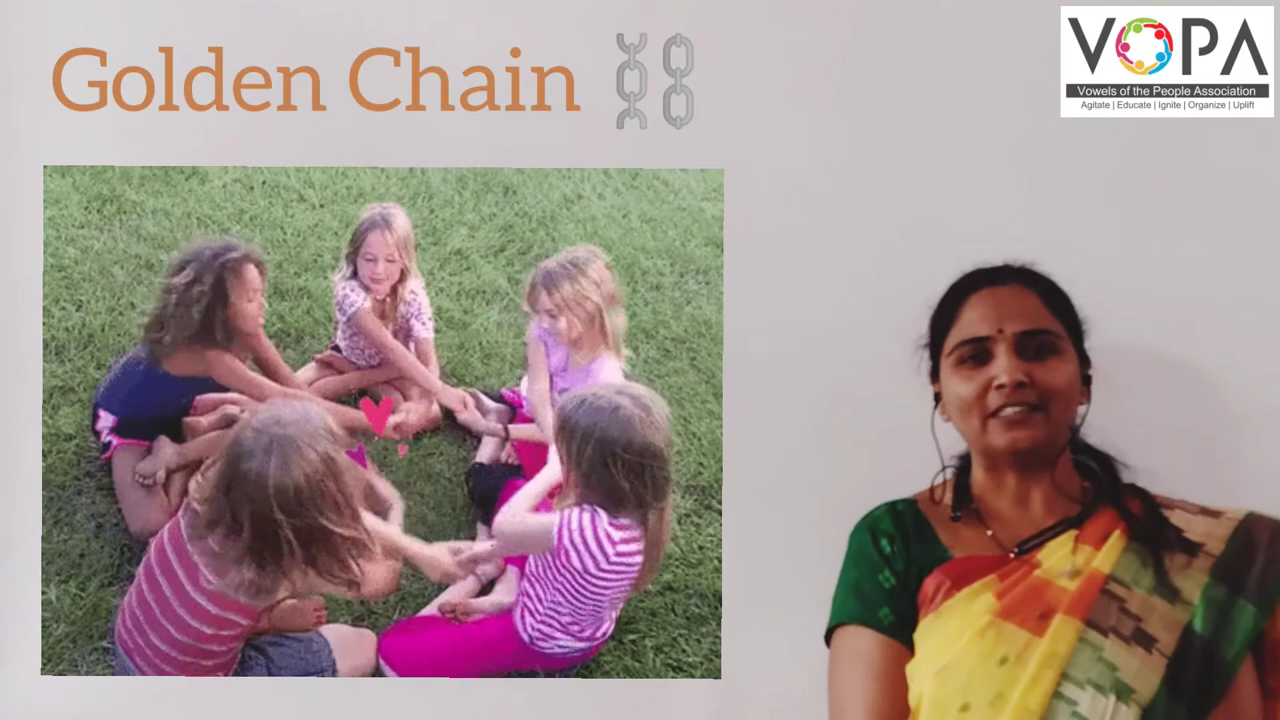 Golden Chain
VOPA
Vowels of the People Association
Agitate | Educate | Ignite | Organize | Uplift